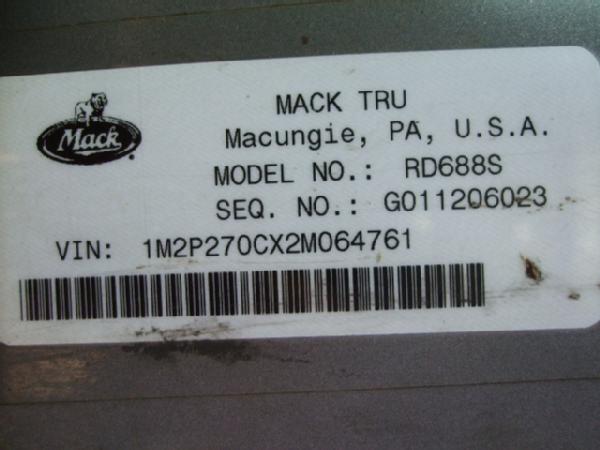 Mack
MACK TRU
Macungie, PA, U.S.A.
MODEL NO.: RD688S
SEQ. NO.: G011206023
VIN: 1M2P270CX2M064761